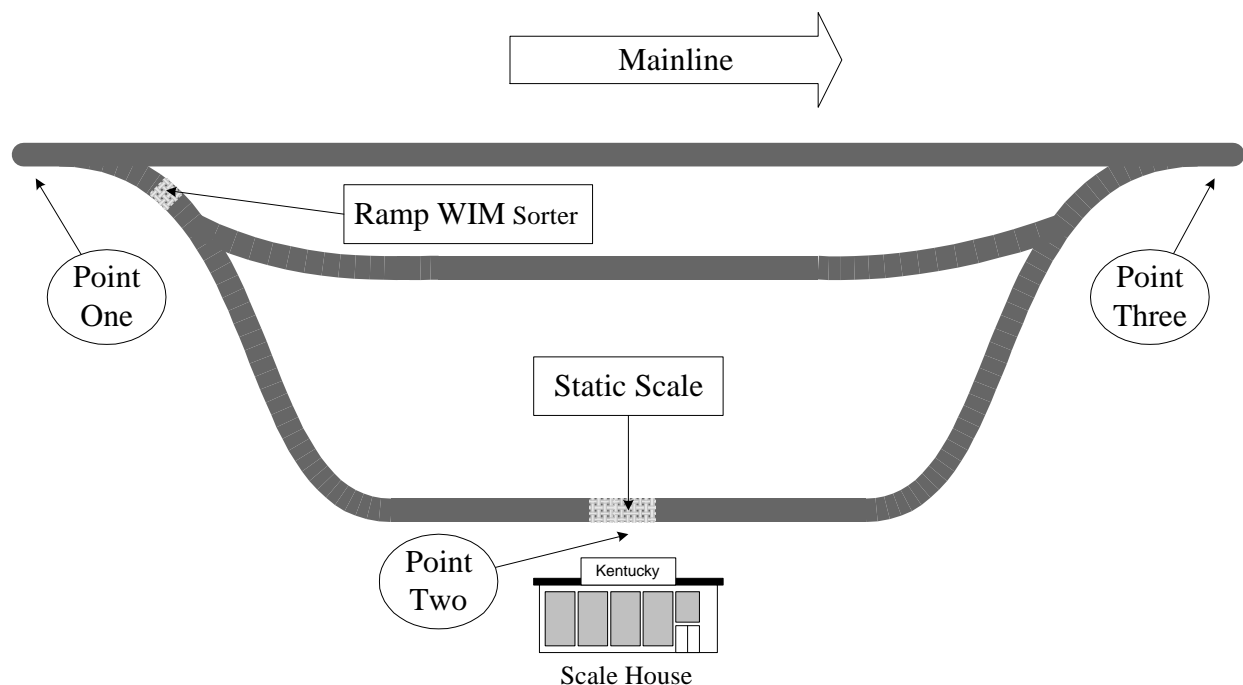 Mainline
Ramp WIM Sorter
Point
One
Point
Three
Static Scale
Point
Two
Kentucky
Scale House